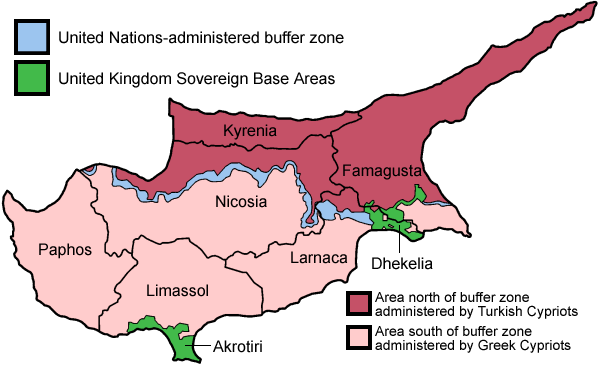 United Nations-administered buffer zone
United Kingdom Sovereign Base Areas
Kyrenia
Famagusta
Nicosia
Paphos
Larnaca
Dhekelia
Limassol
Akrotiri
Area north of buffer zone
administered by Turkish Cypriots
Area south of buffer zone
administered by Greek Cypriots